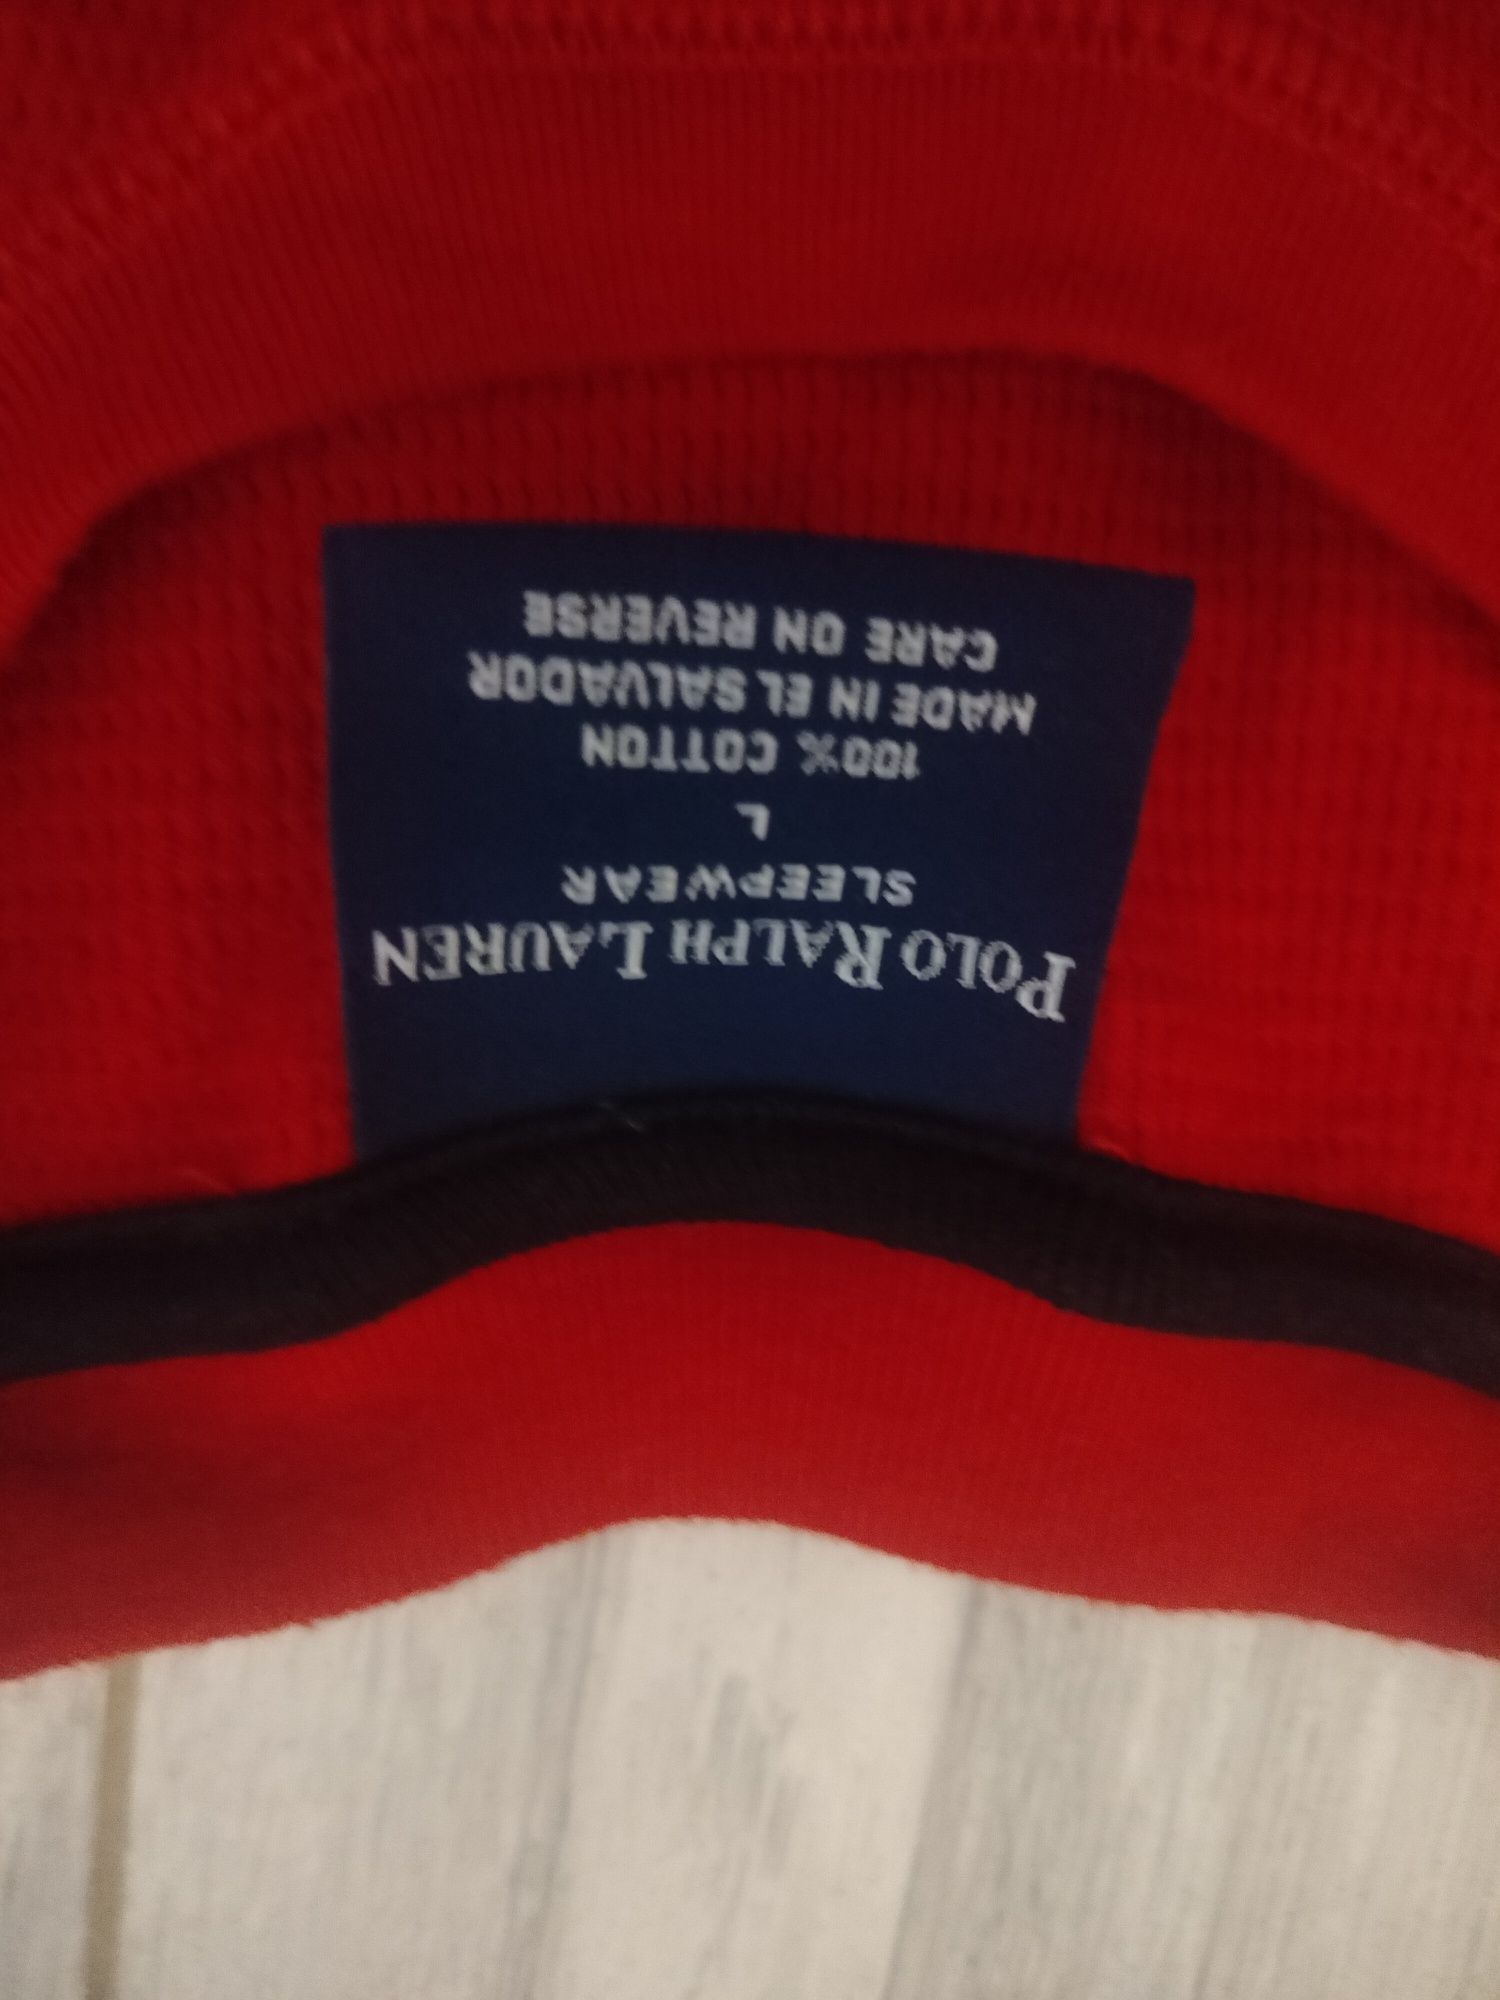 POLO RALPH LAUREN
SLEEPWEAR
L
100% COTTON
MADE IN EL SALVADOR
CARE ON REVERSE